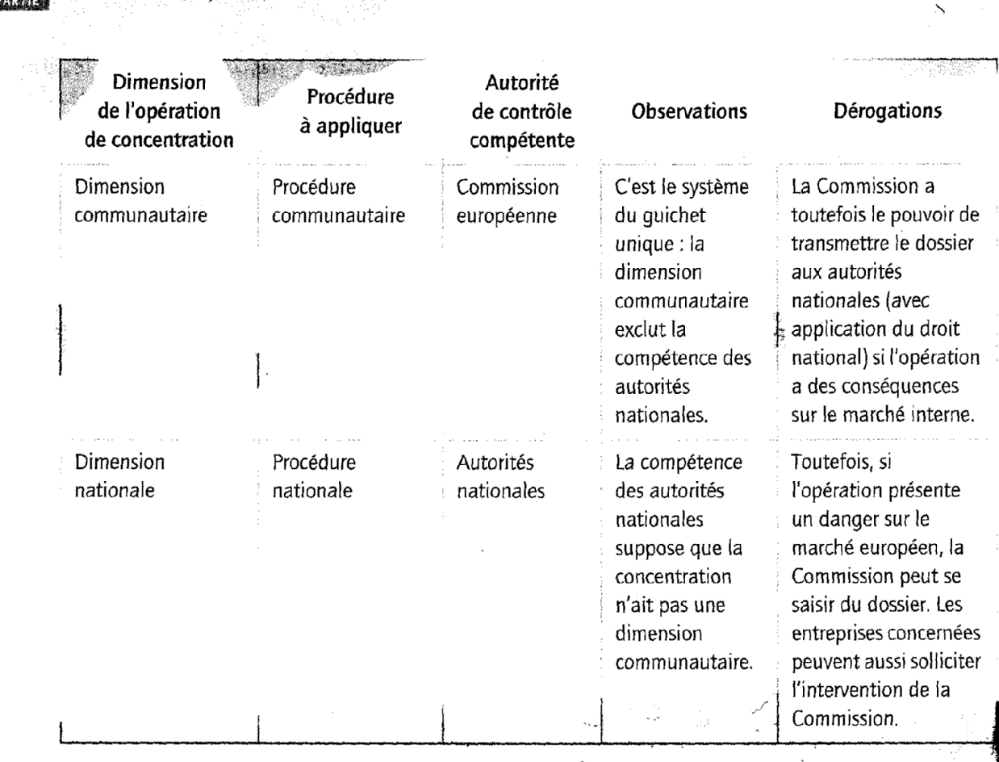 PARTIE
Dimension
de l'opération
de concentration
Procédure
à appliquer
Autorité
de contrôle
compétente
Observations
Dérogations
Dimension
communautaire
Procédure
communautaire
Commission
européenne
C'est le système
du guichet
unique : la
dimension
communautaire
exclut la
compétence des
autorités
nationales.
La Commission a
toutefois le pouvoir de
transmettre le dossier
aux autorités
nationales (avec
application du droit
national) si l'opération
a des conséquences
sur le marché interne.
Dimension
nationale
Procédure
nationale
Autorités
nationales
La compétence
des autorités
nationales
suppose que la
concentration
n'ait pas une
dimension
communautaire.
Toutefois, si
l'opération présente
un danger sur le
marché européen, la
Commission peut se
saisir du dossier. Les
entreprises concernées
peuvent aussi solliciter
l'intervention de la
Commission.